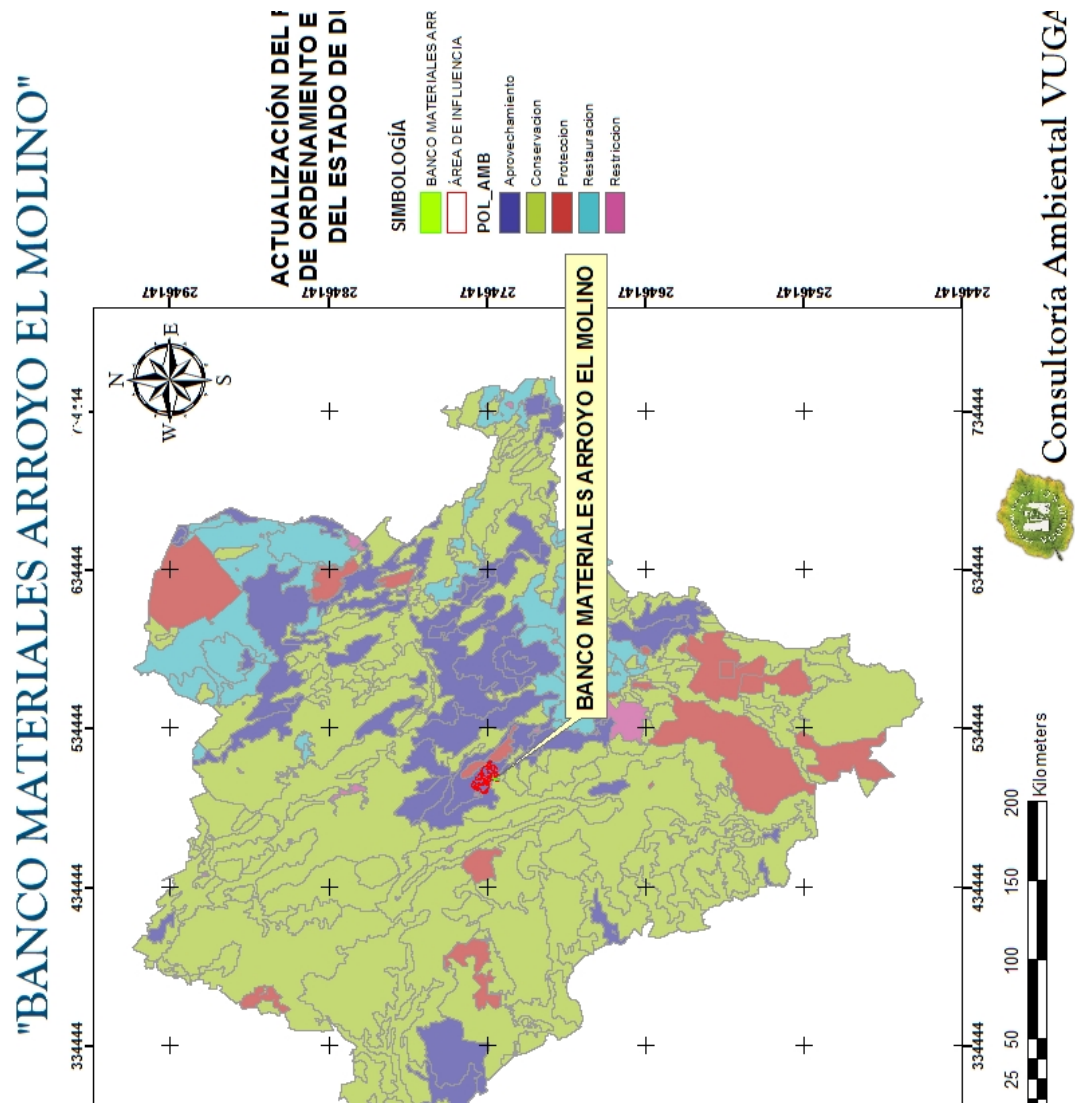 "BANCO MATERIALES ARROYO EL MOLINO"
ACTUALIZACIÓN DEL
DE ORDENAMIENTO E
DEL ESTADO DE
SIMBOLOGÍA
BANCO MATERIALES ARR
ÁREA DE INFLUENCIA
POL_AMB
Aprovechamiento
Conservacion
Proteccion
Restauracion
Restriccion
N
W E
S
2946147
2846147
2746147
2646147
2546147
2446147
334444
434444
534444
634444
734444
334444
434444
534444
634444
BANCO MATERIALES ARROYO EL MOLINO
25 50 100 150 200
Kilometers
Consultoría Ambiental VUGA